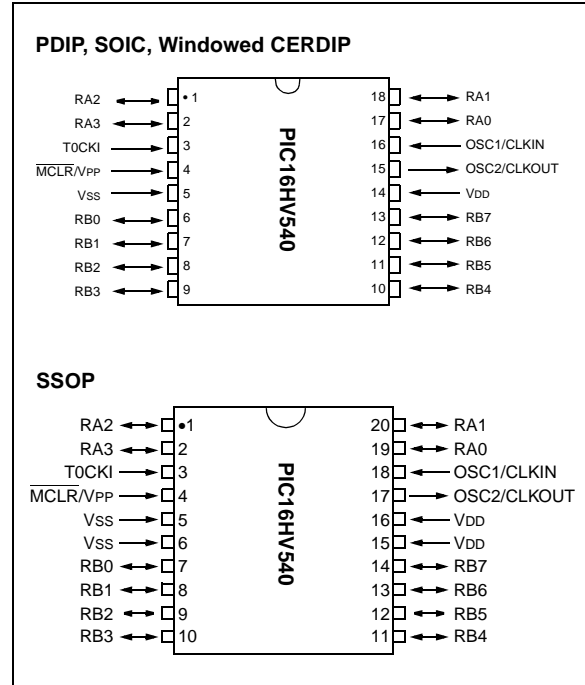 PDIP, SOIC, Windowed CERDIP
RA2 •1 18 RA1
RA3 2 17 RA0
T0CKI 3 16 OSC1/CLKIN
MCLR/VPP 4 15 OSC2/CLKOUT
VSS 5 14 VDD
RB0 6 13 RB7
RB1 7 12 RB6
RB2 8 11 RB5
RB3 9 10 RB4
PIC16HV540
SSOP
RA2 •1 20 RA1
RA3 2 19 RA0
T0CKI 3 18 OSC1/CLKIN
MCLR/VPP 4 17 OSC2/CLKOUT
VSS 5 16 VDD
VSS 6 15 VDD
RB0 7 14 RB7
RB1 8 13 RB6
RB2 9 12 RB5
RB3 10 11 RB4
PIC16HV540